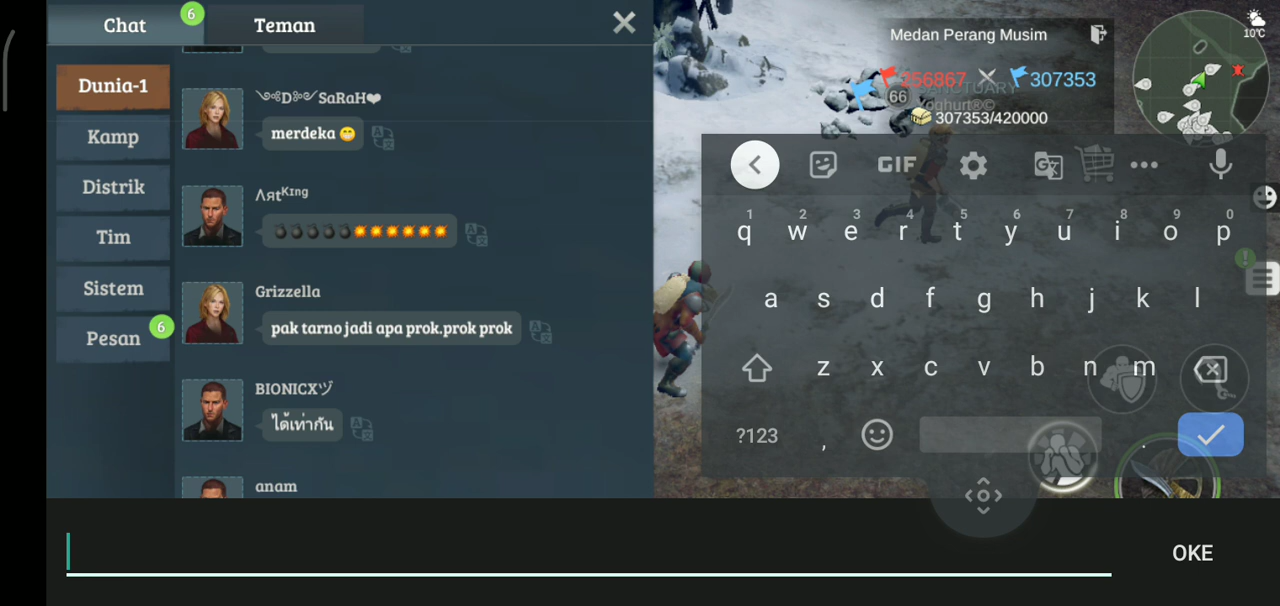 Chat
6
Teman
Dunia-1
Kamp
Distrik
Tim
Sistem
Pesan
6
༺D༻SaRaH❤
merdeka 😁
ΛятKɪng
💣💣💣💣💣💥💥💥💥💥💥
Grizzella
pak tarno jadi apa prok.prok prok
BIONICXヅ
ได้เท่ากัน
anam
Medan Perang Musim
256867
307353
66
Yoghurt®©
307353/420000
10℃
GIF
1 2 3 4 5 6 7 8 9 0
q w e r t y u i o p
a s d f g h j k l
z x c v b n m
?123 , .
OKE